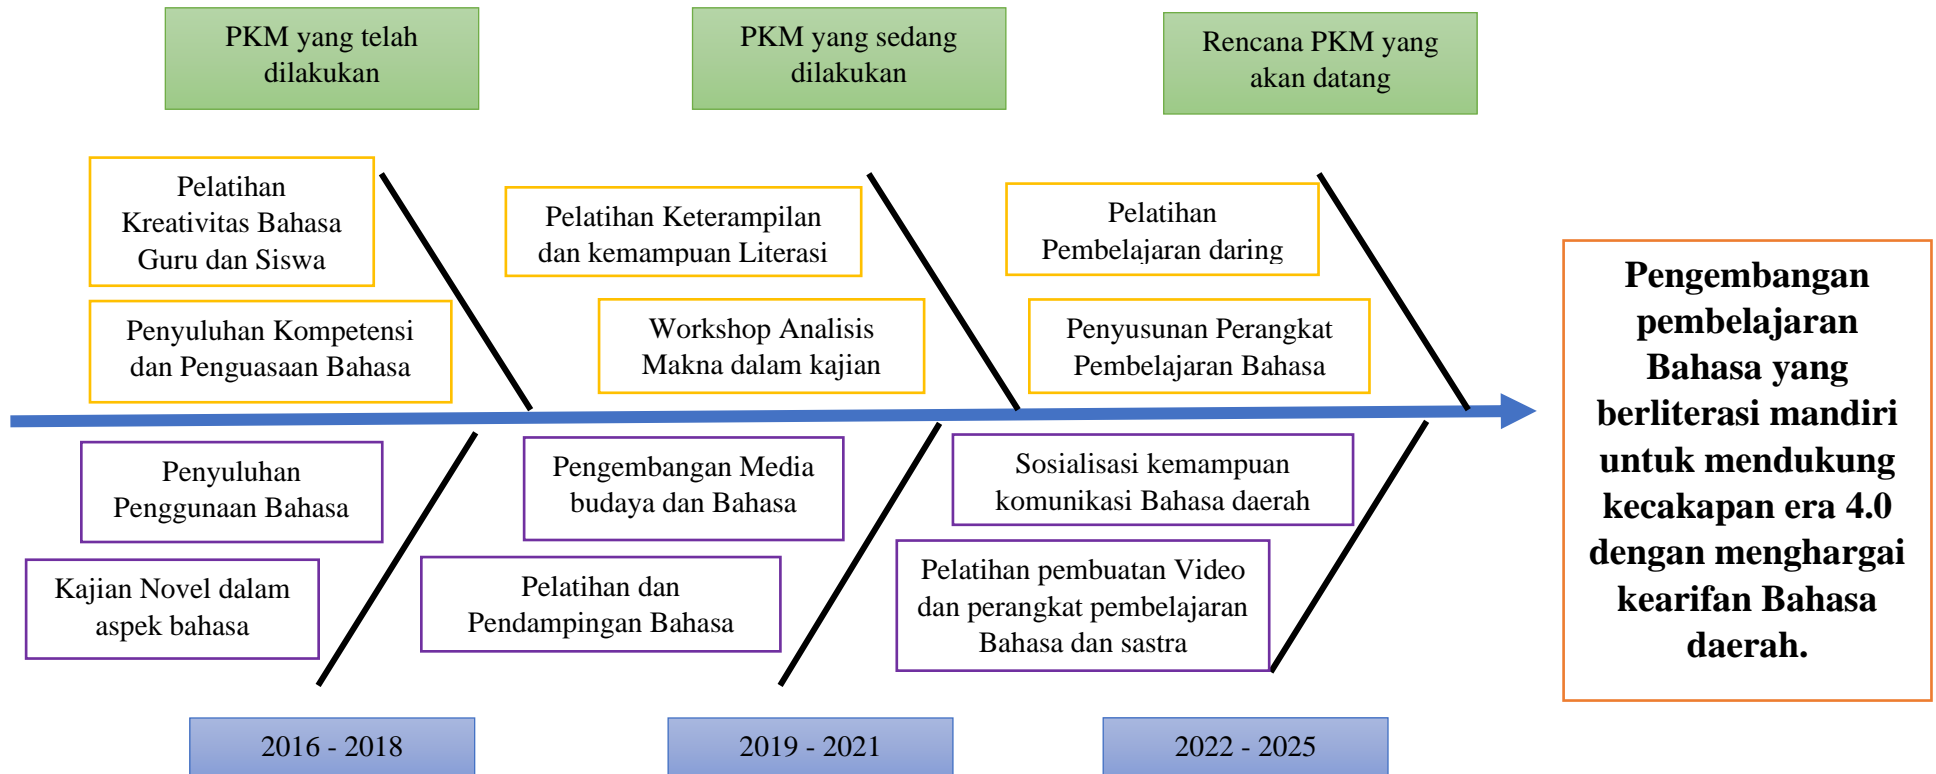 PKM yang telah
dilakukan
PKM yang sedang
dilakukan
Rencana PKM yang
akan datang
Pelatihan
Kreativitas Bahasa
Guru dan Siswa
Penyuluhan Kompetensi
dan Penguasaan Bahasa
Pelatihan Keterampilan
dan kemampuan Literasi
Workshop Analisis
Makna dalam kajian
Pelatihan
Pembelajaran daring
Penyusunan Perangkat
Pembelajaran Bahasa
Penyuluhan
Penggunaan Bahasa
Kajian Novel dalam
aspek bahasa
Pengembangan Media
budaya dan Bahasa
Pelatihan dan
Pendampingan Bahasa
Sosialisasi kemampuan
komunikasi Bahasa daerah
Pelatihan pembuatan Video
dan perangkat pembelajaran
Bahasa dan sastra
Pengembangan
pembelajaran
Bahasa yang
berliterasi mandiri
untuk mendukung
kecakapan era 4.0
dengan menghargai
kearifan Bahasa
daerah.
2016 - 2018
2019 - 2021
2022 - 2025